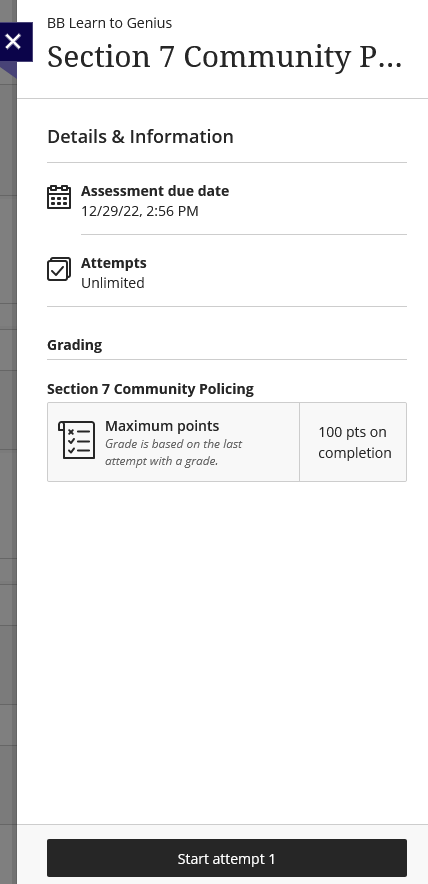 BB Learn to Genius
Section 7 Community P...
Details & Information
Assessment due date
12/29/22, 2:56 PM
Attempts
Unlimited
Grading
Section 7 Community Policing
Maximum points
Grade is based on the last
attempt with a grade.
100 pts on
completion
Start attempt 1